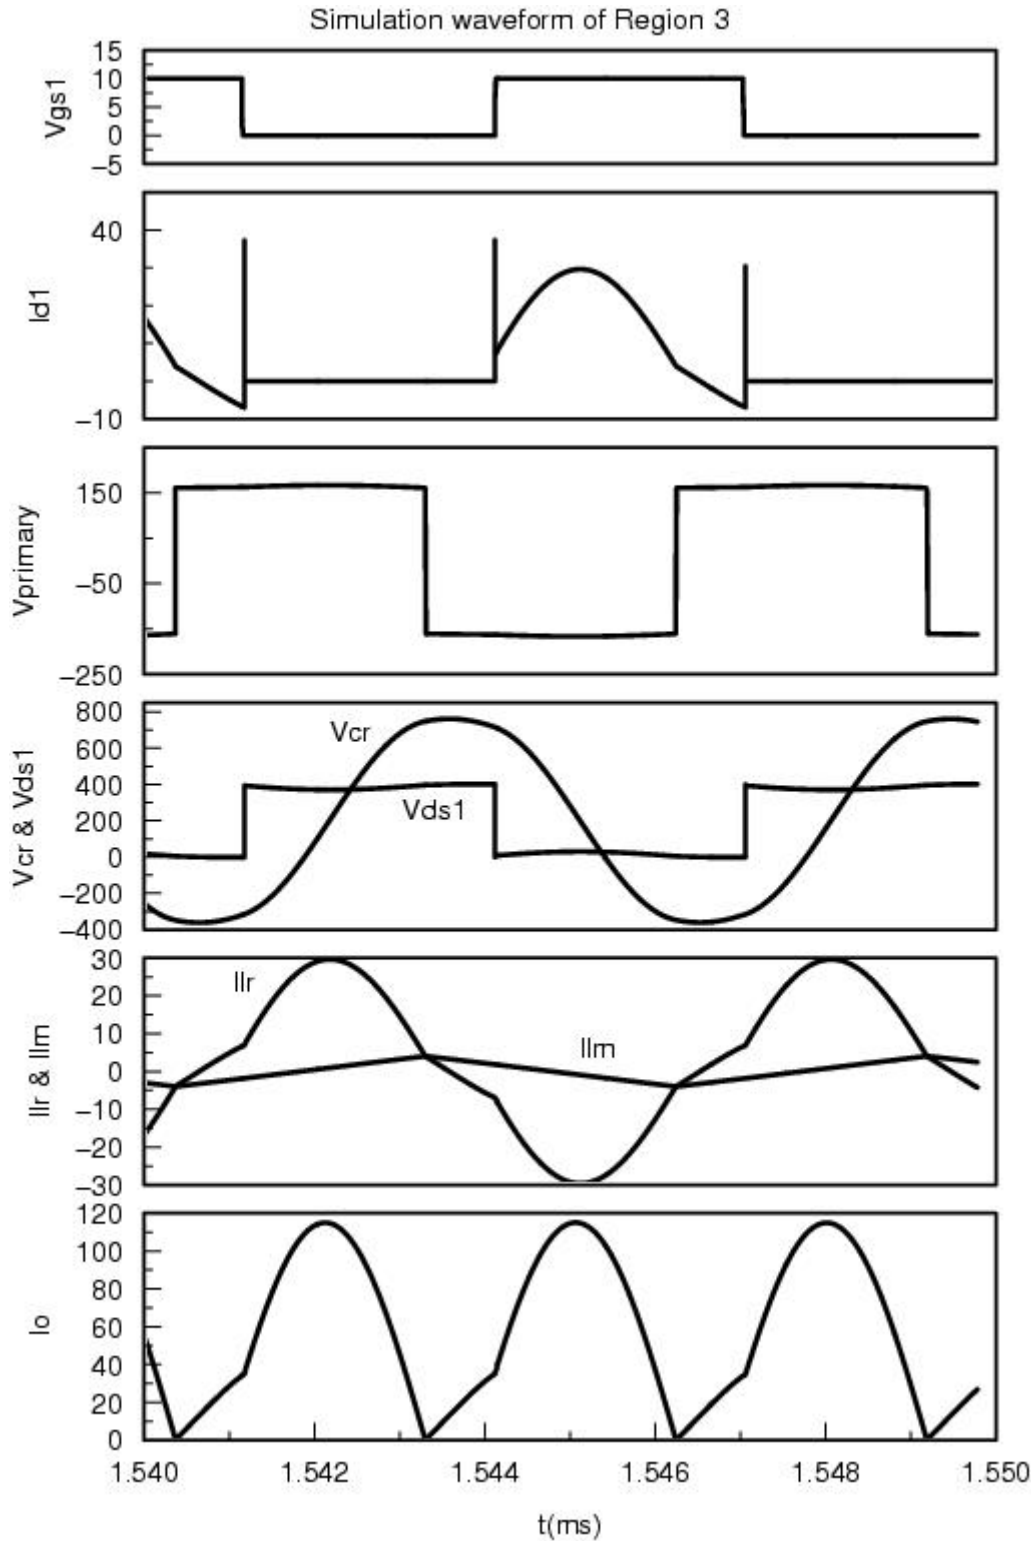 Simulation waveform of Region 3
Vgs1
15
10
5
0
−5
Id1
40
−10
Vprimary
150
−50
−250
Vcr & Vds1
800
600
400
200
0
−200
−400
Vcr
Vds1
Ilr & Ilm
30
20
10
0
−10
−20
−30
Ilr
Ilm
Io
120
100
80
60
40
20
0
1.540 1.542 1.544 1.546 1.548 1.550
t(ms)